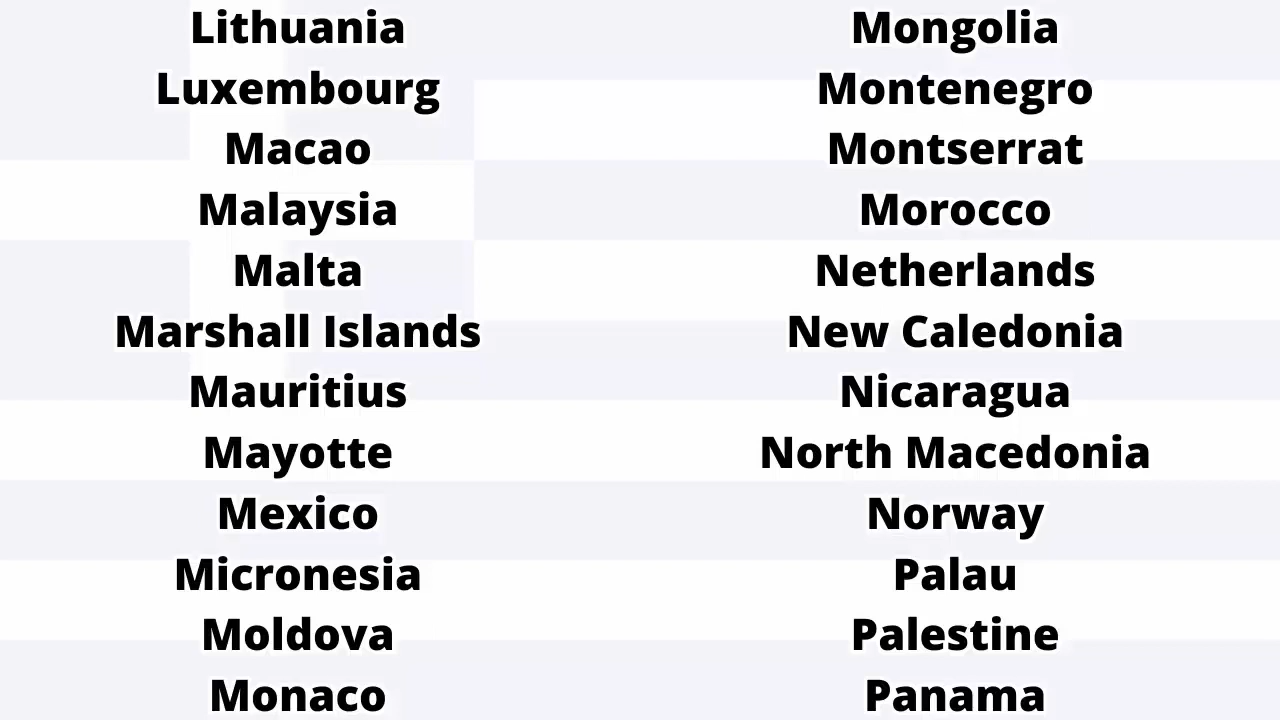 Lithuania
Luxembourg
Macao
Malaysia
Malta
Marshall Islands
Mauritius
Mayotte
Mexico
Micronesia
Moldova
Monaco
Mongolia
Montenegro
Montserrat
Morocco
Netherlands
New Caledonia
Nicaragua
North Macedonia
Norway
Palau
Palestine
Panama